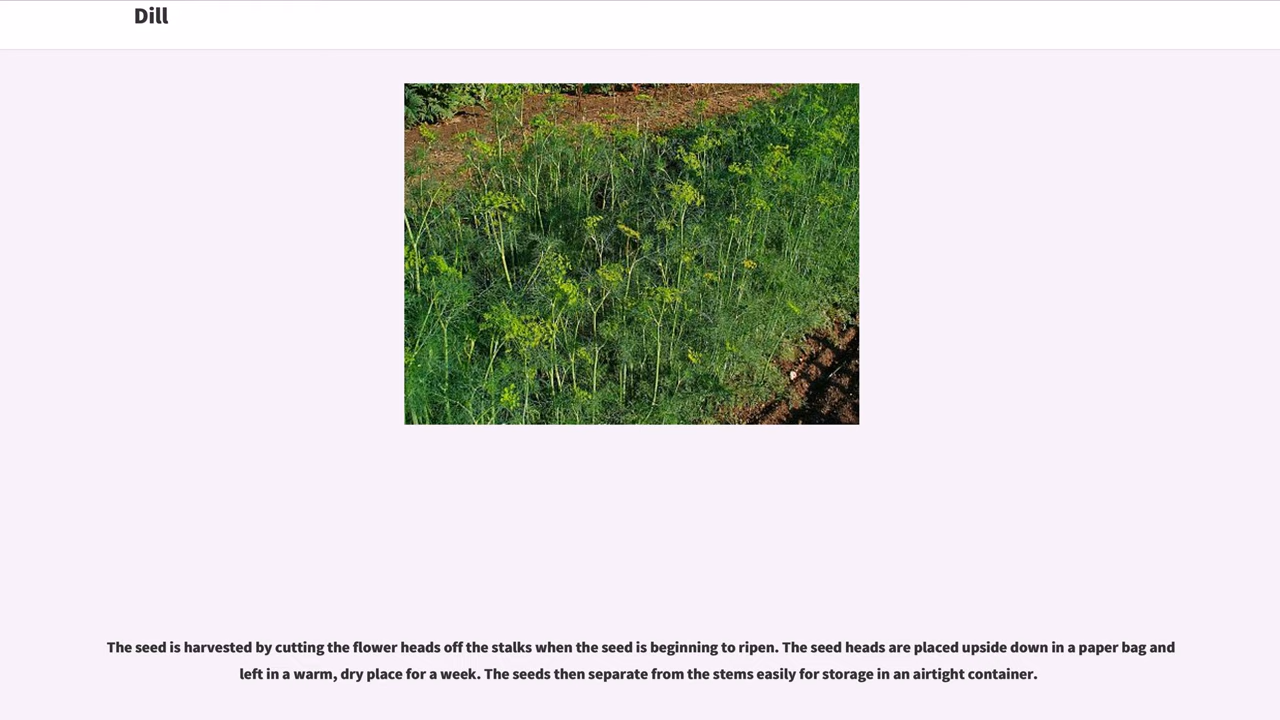 Dill
The seed is harvested by cutting the flower heads off the stalks when the seed is beginning to ripen. The seed heads are placed upside down in a paper bag and
left in a warm, dry place for a week. The seeds then separate from the stems easily for storage in an airtight container.